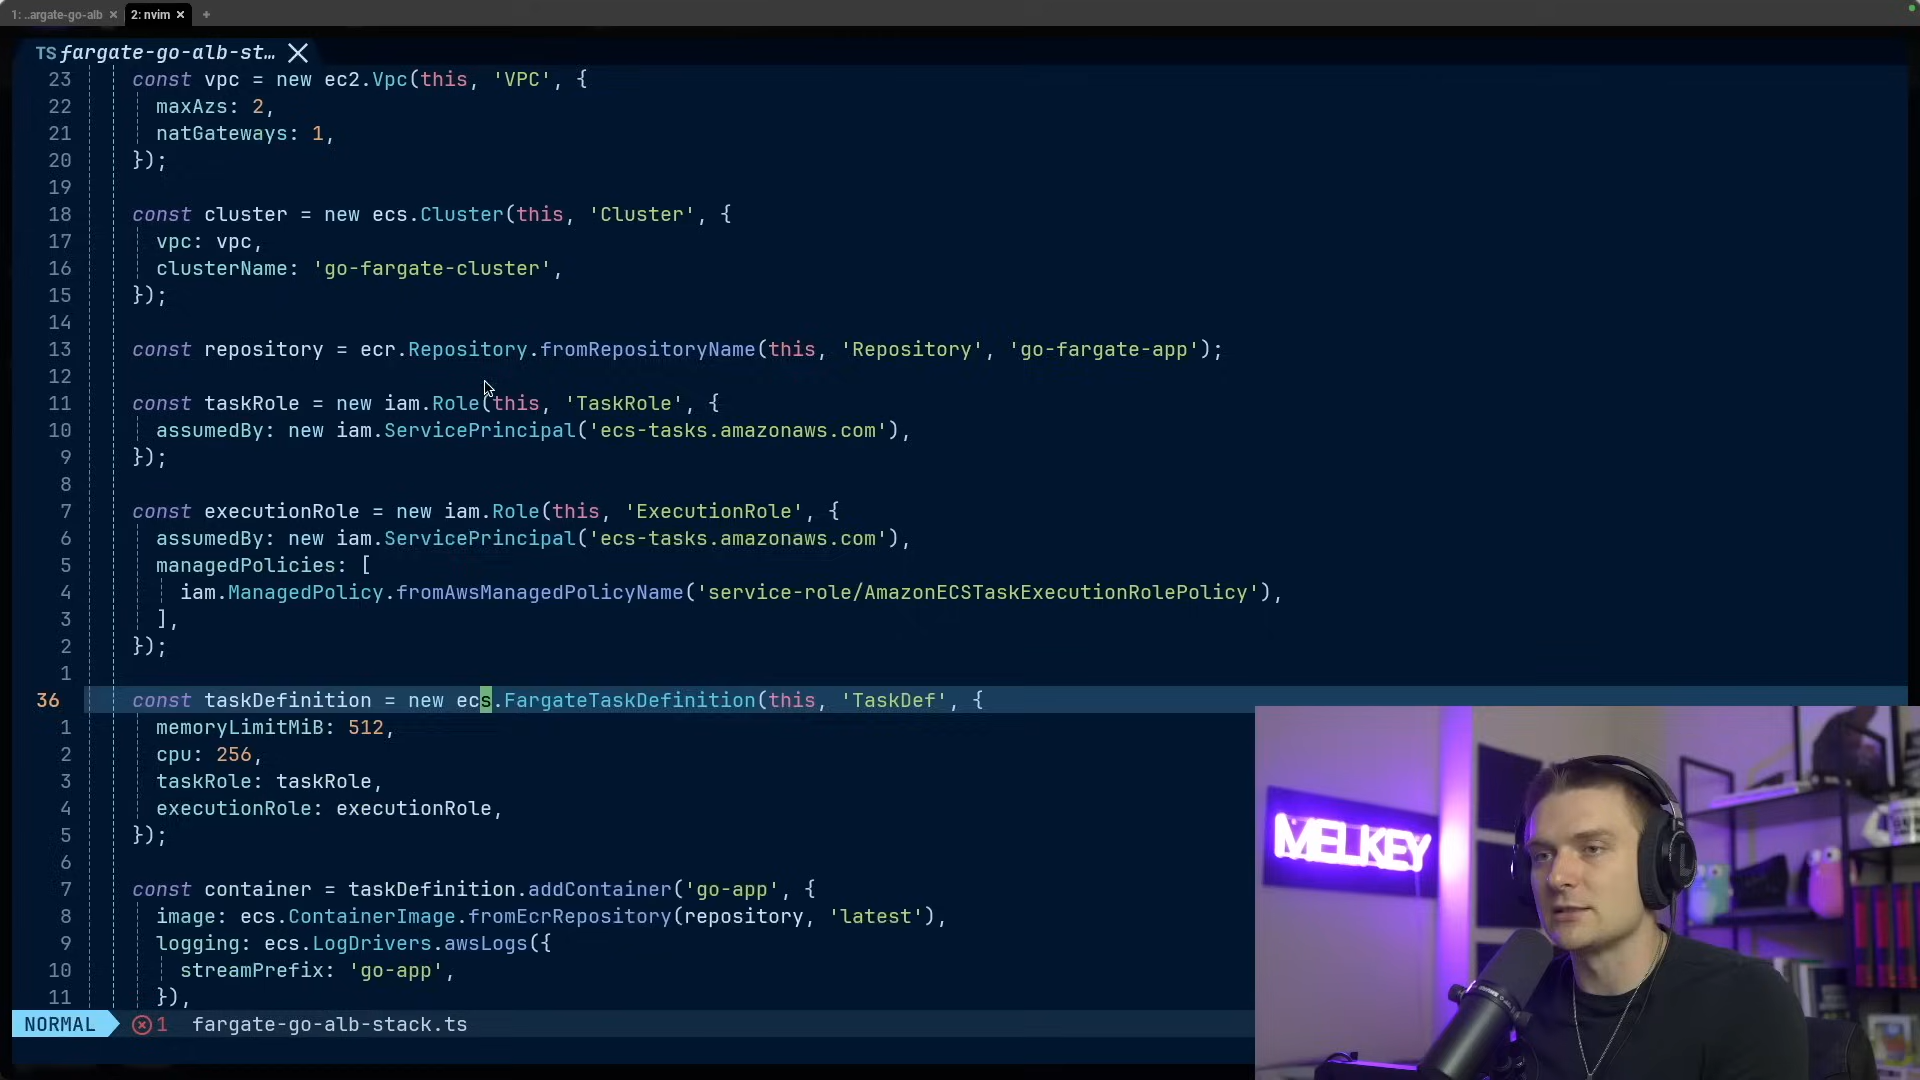 1: ..argate-go-alb × 2: nvim × +
TS fargate-go-alb-st… ×
23 const vpc = new ec2.Vpc(this, 'VPC', {
22 maxAzs: 2,
21 natGateways: 1,
20 });
19
18 const cluster = new ecs.Cluster(this, 'Cluster', {
17 vpc: vpc,
16 clusterName: 'go-fargate-cluster',
15 });
14
13 const repository = ecr.Repository.fromRepositoryName(this, 'Repository', 'go-fargate-app');
12
11 const taskRole = new iam.Role(this, 'TaskRole', {
10 assumedBy: new iam.ServicePrincipal('ecs-tasks.amazonaws.com'),
9 });
8
7 const executionRole = new iam.Role(this, 'ExecutionRole', {
6 assumedBy: new iam.ServicePrincipal('ecs-tasks.amazonaws.com'),
5 managedPolicies: [
4 iam.ManagedPolicy.fromAwsManagedPolicyName('service-role/AmazonECSTaskExecutionRolePolicy'),
3 ],
2 });
1
36 const taskDefinition = new ecs.FargateTaskDefinition(this, 'TaskDef', {
1 memoryLimitMiB: 512,
2 cpu: 256,
3 taskRole: taskRole,
4 executionRole: executionRole,
5 });
6
7 const container = taskDefinition.addContainer('go-app', {
8 image: ecs.ContainerImage.fromEcrRepository(repository, 'latest'),
9 logging: ecs.LogDrivers.awsLogs({
10 streamPrefix: 'go-app',
11 }),
NORMAL 1 fargate-go-alb-stack.ts
MELKEY